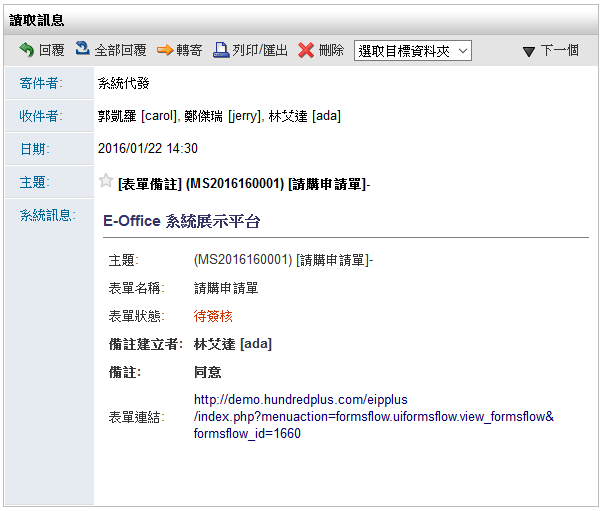 讀取訊息
回覆 全部回覆 轉寄 列印/匯出 刪除 選取目標資料夾 下一個
寄件者: 系統代發
收件者: 郭凱羅 [carol], 鄭傑瑞 [jerry], 林艾達 [ada]
日期: 2016/01/22 14:30
主題: [表單備註] (MS2016160001) [請購申請單]-
系統訊息:
E-Office 系統展示平台
主題: (MS2016160001) [請購申請單]-
表單名稱: 請購申請單
表單狀態: 待簽核
備註建立者: 林艾達 [ada]
備註: 同意
表單連結: http://demo.hundredplus.com/eipplus
/index.php?menuaction=formsflow.uiformsflow.view_formsflow&
formsflow_id=1660